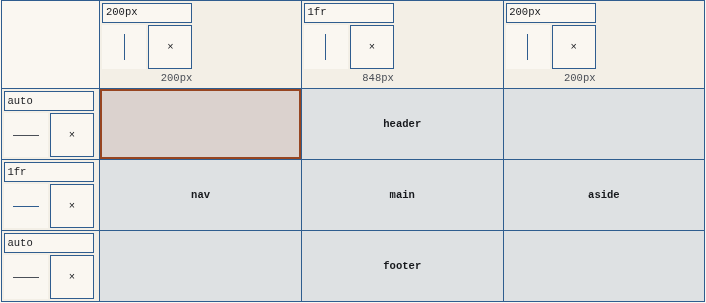 200px 1fr 200px
× × ×
200px 848px 200px
auto
× header
1fr
× nav main aside
auto
× footer